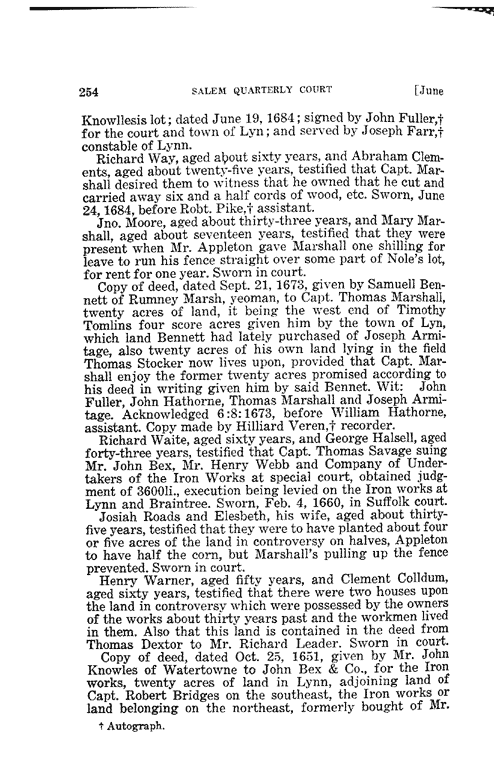 254 SALEM QUARTERLY COURT [June
Knowllesis lot; dated June 19, 1684; signed by John Fuller,†
for the court and town of Lyn; and served by Joseph Farr,†
constable of Lynn.
Richard Way, aged about sixty years, and Abraham Clem-
ents, aged about twenty-five years, testified that Capt. Mar-
shall desired them to witness that he owned that he cut and
carried away six and a half cords of wood, etc. Sworn, June
24, 1684, before Robt. Pike,† assistant.
Jno. Moore, aged about thirty-three years, and Mary Mar-
shall, aged about seventeen years, testified that they were
present when Mr. Appleton gave Marshall one shilling for
leave to run his fence straight over some part of Nole's lot,
for rent for one year. Sworn in court.
Copy of deed, dated Sept. 21, 1673, given by Samuell Ben-
nett of Rumney Marsh, yeoman, to Capt. Thomas Marshall,
twenty acres of land, it being the west end of Timothy
Tomlins four score acres given him by the town of Lyn,
which land Bennett had lately purchased of Joseph Armi-
tage, also twenty acres of his own land lying in the field
Thomas Stocker now lives upon, provided that Capt. Mar-
shall enjoy the former twenty acres promised according to
his deed in writing given him by said Bennet. Wit: John
Fuller, John Hathorne, Thomas Marshall and Joseph Armi-
tage. Acknowledged 6:8:1673, before William Hathorne,
assistant. Copy made by Hilliard Veren,† recorder.
Richard Waite, aged sixty years, and George Halsell, aged
forty-three years, testified that Capt. Thomas Savage suing
Mr. John Bex, Mr. Henry Webb and Company of Under-
takers of the Iron Works at special court, obtained judg-
ment of 3600li., execution being levied on the Iron works at
Lynn and Braintree. Sworn, Feb. 4, 1660, in Suffolk court.
Josiah Roads and Elesbeth, his wife, aged about thirty-
five years, testified that they were to have planted about four
or five acres of the land in controversy on halves, Appleton
to have half the corn, but Marshall's pulling up the fence
prevented. Sworn in court.
Henry Warner, aged fifty years, and Clement Colldum,
aged sixty years, testified that there were two houses upon
the land in controversy which were possessed by the owners
of the works about thirty years past and the workmen lived
in them. Also that this land is contained in the deed from
Thomas Dextor to Mr. Richard Leader. Sworn in court.
Copy of deed, dated Oct. 25, 1651, given by Mr. John
Knowles of Watertowne to John Bex & Co., for the Iron
works, twenty acres of land in Lynn, adjoining land of
Capt. Robert Bridges on the southeast, the Iron works or
land belonging on the northeast, formerly bought of Mr.
† Autograph.